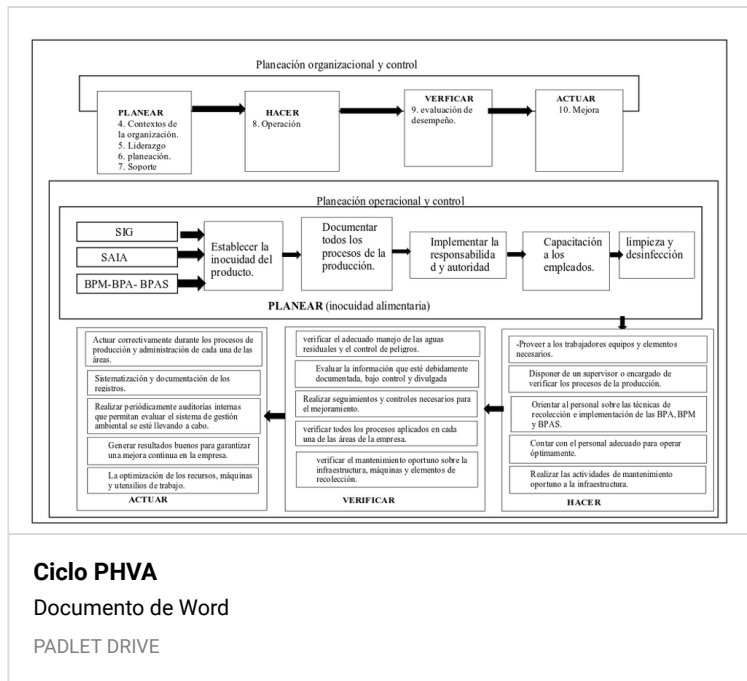 Planeación organizacional y control
PLANEAR
4. Contextos de
la organización.
5. Liderazgo
6. planeación.
7. Soporte
HACER
8. Operación
VERFICAR
9. evaluación de
desempeño.
ACTUAR
10. Mejora
Planeación operacional y control
SIG
SAIA
BPM-BPA- BPAS
Establecer la
inocuidad del
producto.
Documentar
todos los
procesos de la
producción.
Implementar la
responsabilida
d y autoridad
Capacitación
a los
empleados.
limpieza y
desinfección
PLANEAR (inocuidad alimentaria)
Actuar correctivamente durante los procesos de
producción y administración de cada una de las
áreas.
Sistematización y documentación de los
registros.
Realizar periódicamente auditorías internas
que permitan evaluar el sistema de gestión
ambiental se esté llevando a cabo.
Generar resultados buenos para garantizar
una mejora continua en la empresa.
La optimización de los recursos, máquinas
y utensilios de trabajo.
ACTUAR
verificar el adecuado manejo de las aguas
residuales y el control de peligros.
Evaluar la información que esté debidamente
documentada, bajo control y divulgada
Realizar seguimientos y controles necesarios para
el mejoramiento.
verificar todos los procesos aplicados en cada
una de las áreas de la empresa.
verificar el mantenimiento oportuno sobre la
infraestructura, máquinas y elementos de
recolección.
VERIFICAR
-Proveer a los trabajadores equipos y elementos
necesarios.
Disponer de un supervisor o encargado de
verificar los procesos de la producción.
Orientar al personal sobre las técnicas de
recolección e implementación de las BPA, BPM
y BPAS.
Contar con el personal adecuado para operar
óptimamente.
Realizar las actividades de mantenimiento
oportuno a la infraestructura.
HACER
Ciclo PHVA
Documento de Word
PADLET DRIVE